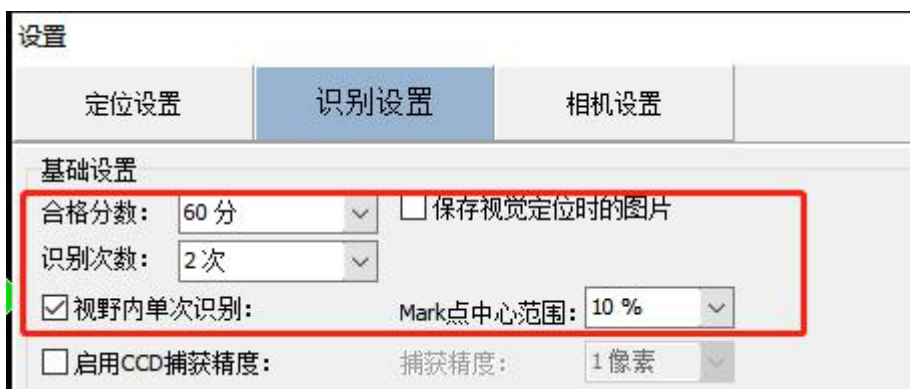 设置
定位设置 识别设置 相机设置
基础设置
合格分数: 60 分 保存视觉定位时的图片
识别次数: 2次
视野内单次识别: Mark点中心范围: 10 %
启用CCD捕获精度: 捕获精度: 1像素